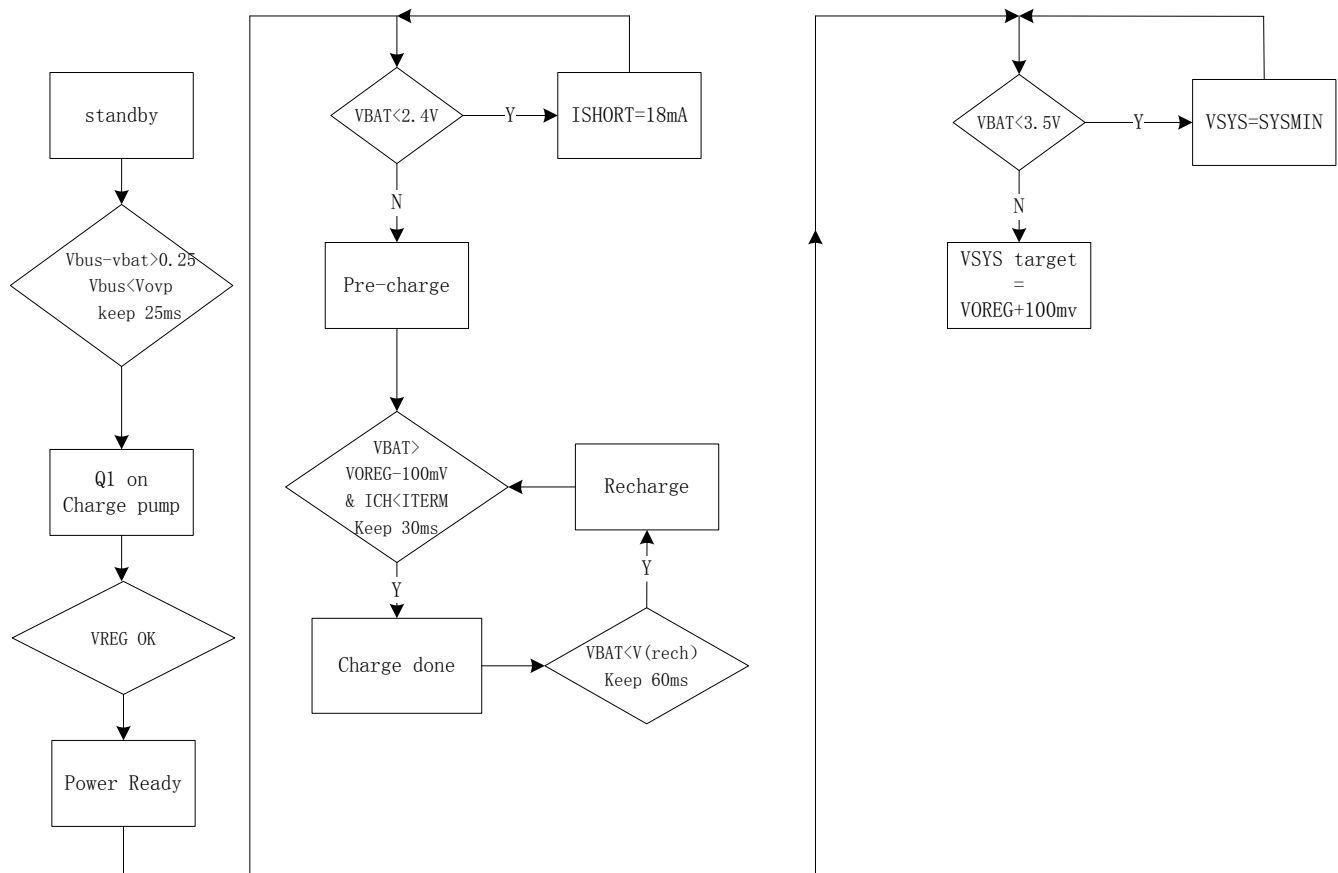 standby
Vbus-vbat>0.25
Vbus<Vovp
keep 25ms
Q1 on
Charge pump
VREG OK
Power Ready
VBAT<2.4V
Y
ISHORT=18mA
N
Pre-charge
VBAT>
VOREG-100mV
& ICH<ITERM
Keep 30ms
Recharge
Y
Y
Charge done
VBAT<V(rech)
Keep 60ms
VBAT<3.5V
Y
VSYS=SYSMIN
N
VSYS target
=
VOREG+100mv